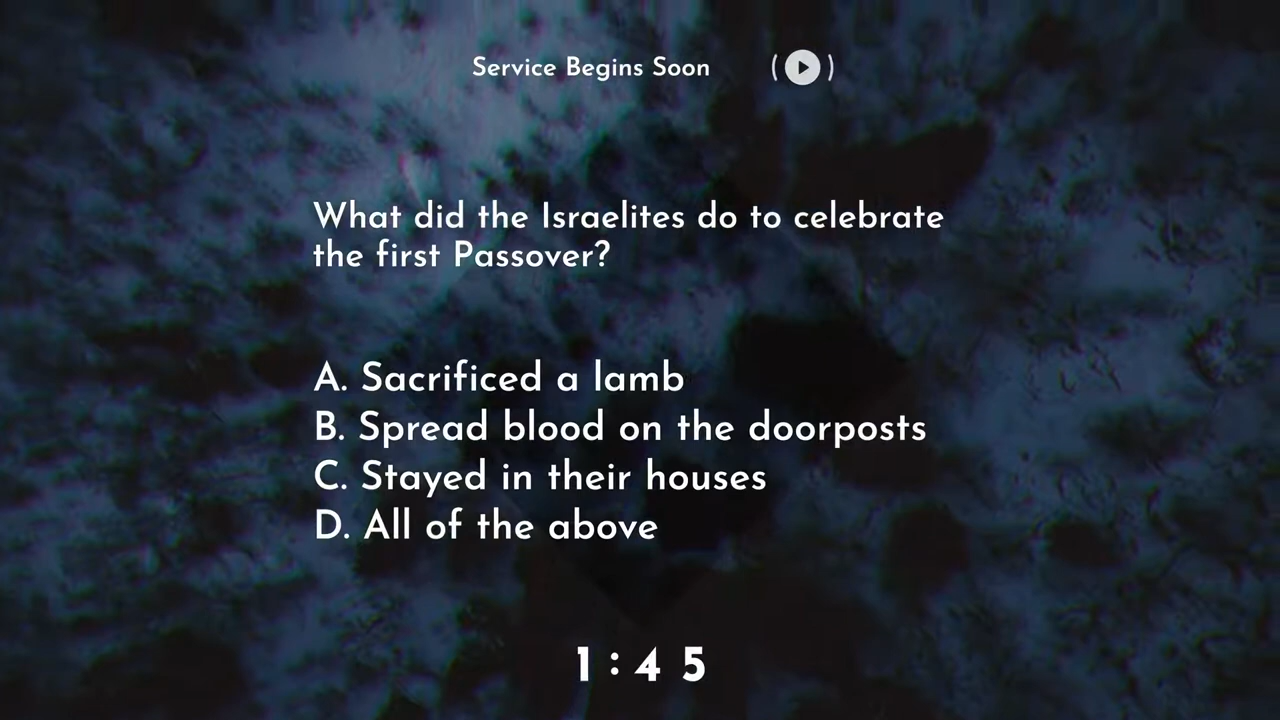 Service Begins Soon
What did the Israelites do to celebrate
the first Passover?
A. Sacrificed a lamb
B. Spread blood on the doorposts
C. Stayed in their houses
D. All of the above
1:45